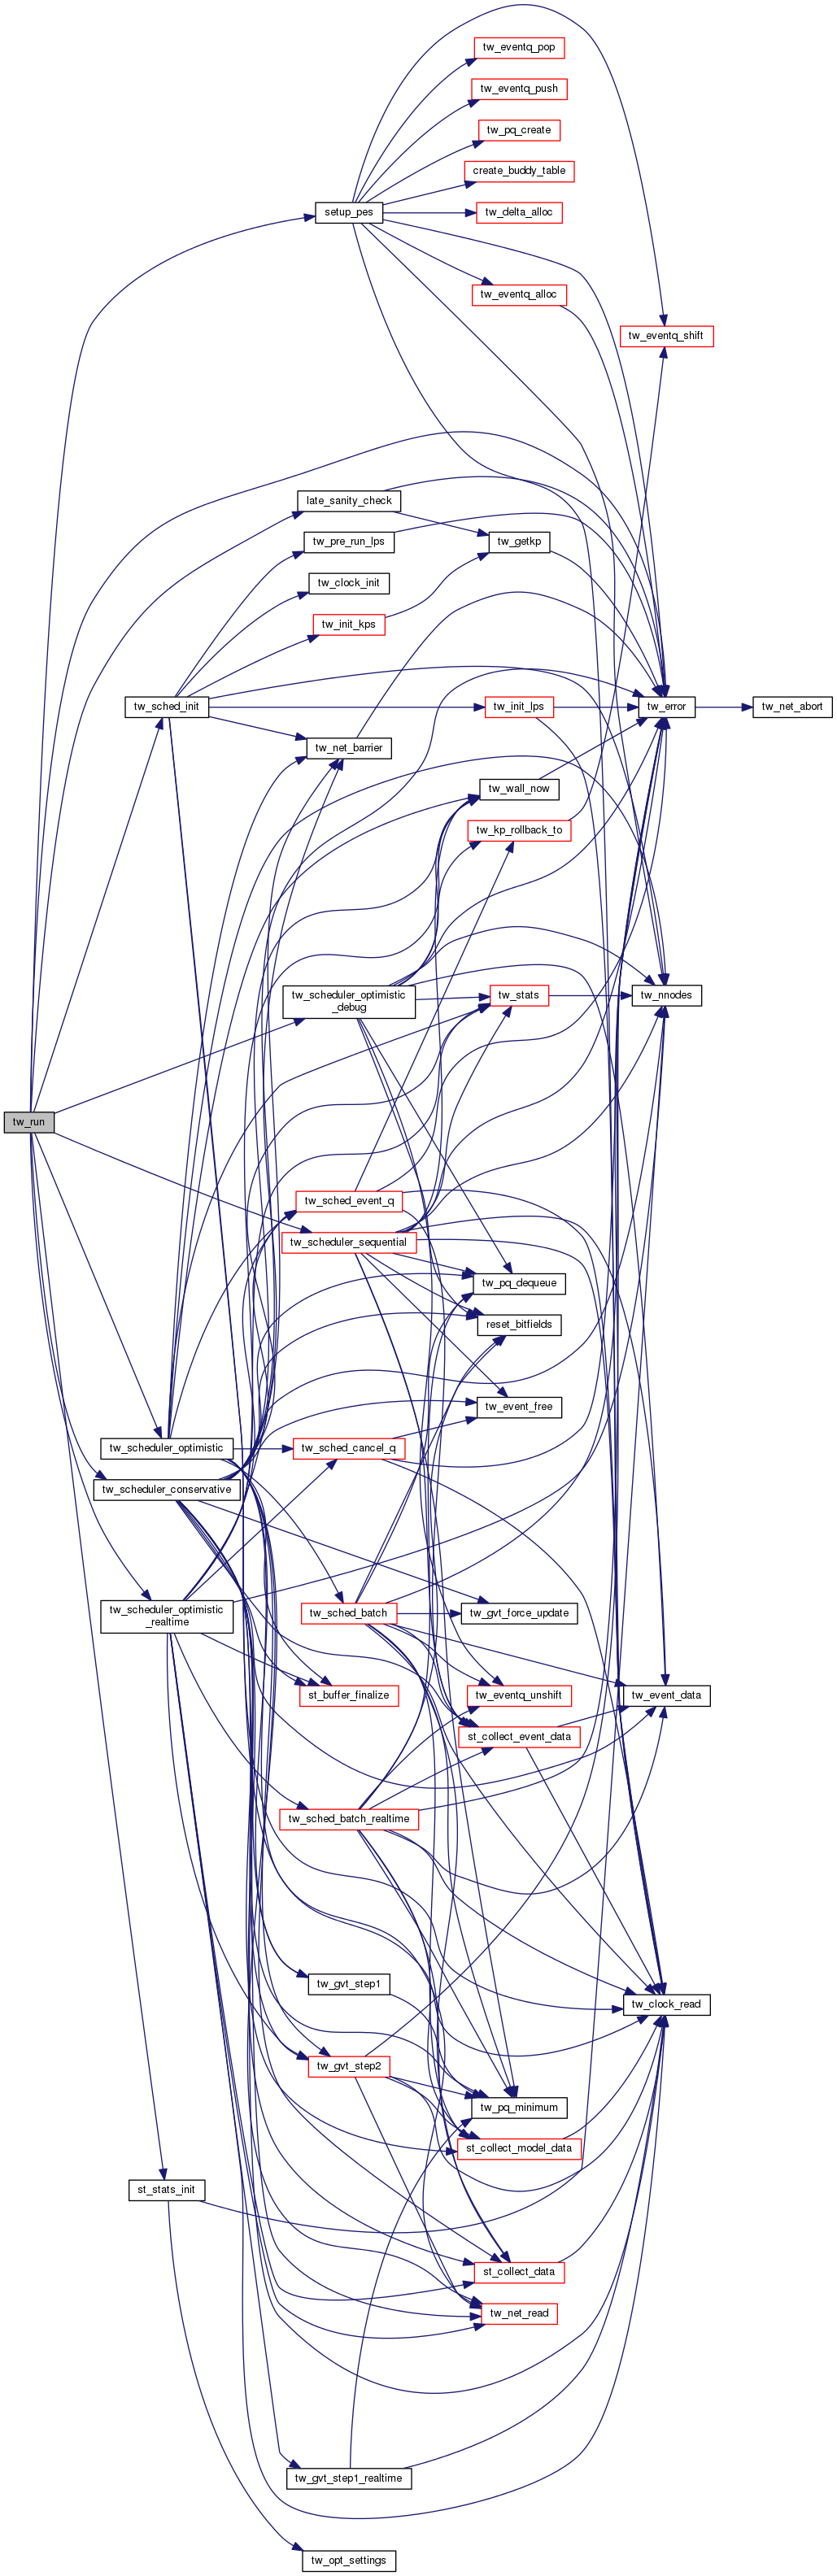 tw_eventq_pop
tw_eventq_push
tw_pq_create
create_buddy_table
setup_pes
tw_delta_alloc
tw_eventq_alloc
tw_eventq_shift
late_sanity_check
tw_pre_run_lps
tw_getkp
tw_clock_init
tw_init_kps
tw_sched_init
tw_init_lps
tw_error
tw_net_abort
tw_net_barrier
tw_wall_now
tw_kp_rollback_to
tw_scheduler_optimistic
_debug
tw_stats
tw_nnodes
tw_run
tw_sched_event_q
tw_scheduler_sequential
tw_pq_dequeue
reset_bitfields
tw_event_free
tw_scheduler_optimistic
tw_sched_cancel_q
tw_scheduler_conservative
tw_scheduler_optimistic
_realtime
tw_sched_batch
tw_gvt_force_update
st_buffer_finalize
tw_eventq_unshift
tw_event_data
st_collect_event_data
tw_sched_batch_realtime
tw_gvt_step1
tw_clock_read
tw_gvt_step2
tw_pq_minimum
st_collect_model_data
st_stats_init
st_collect_data
tw_net_read
tw_gvt_step1_realtime
tw_opt_settings